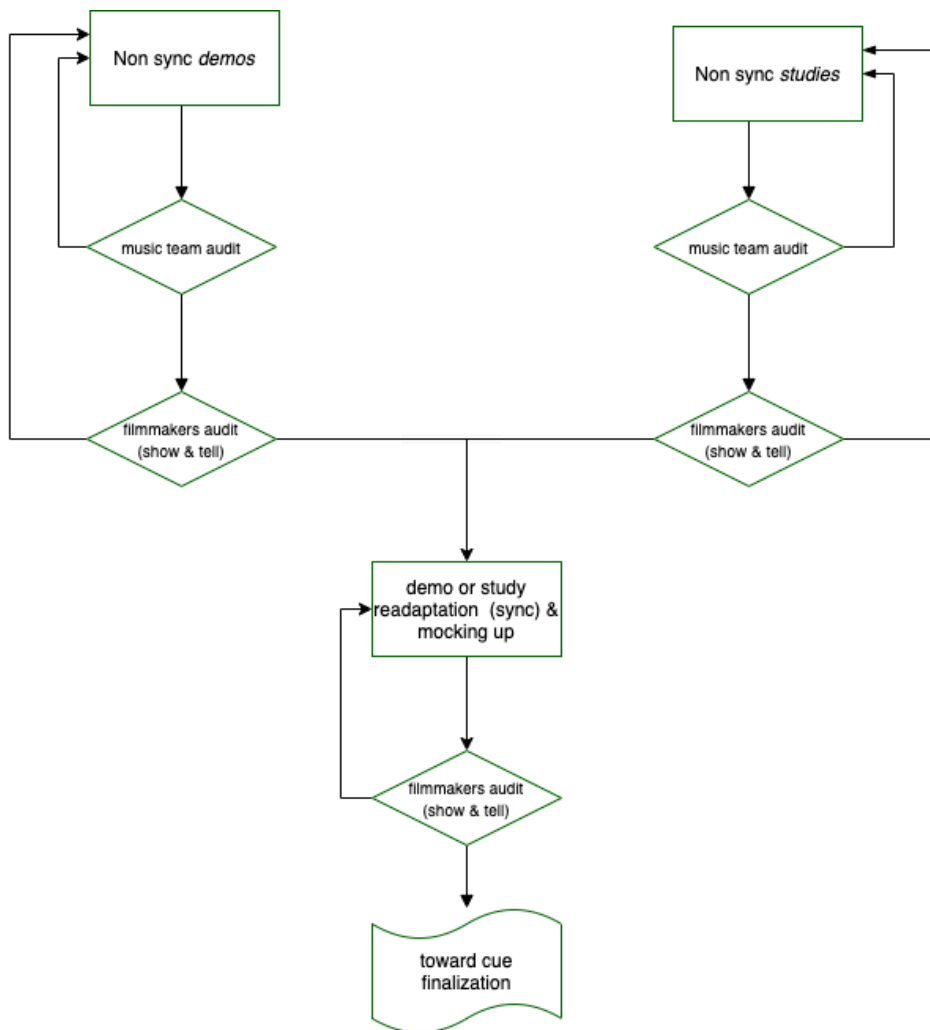 Non sync demos
Non sync studies
music team audit
music team audit
filmmakers audit
(show & tell)
filmmakers audit
(show & tell)
demo or study
readaptation (sync) &
mocking up
filmmakers audit
(show & tell)
toward cue
finalization